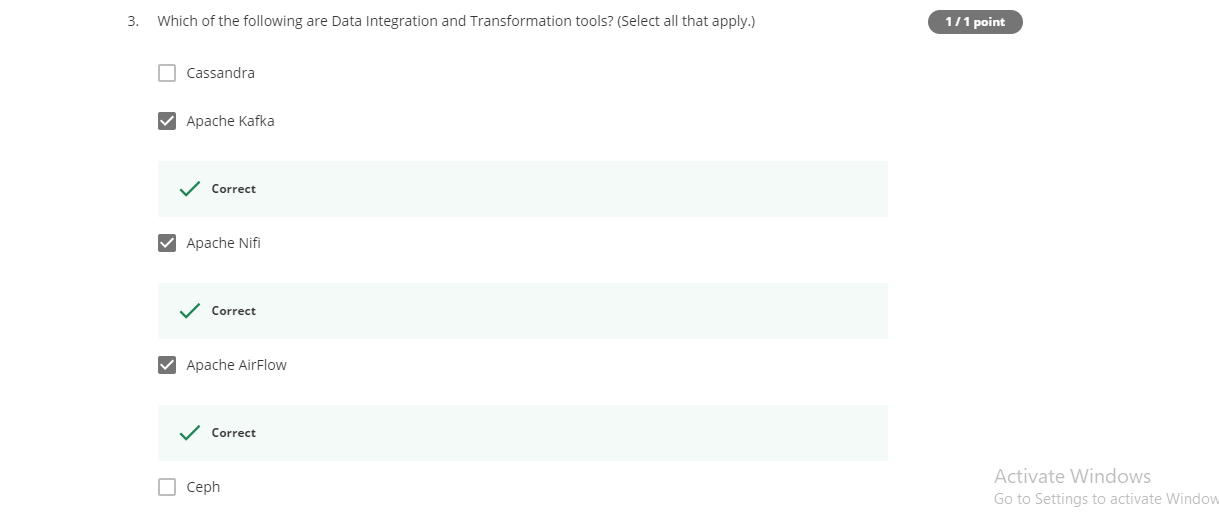 3. Which of the following are Data Integration and Transformation tools? (Select all that apply.)
1 / 1 point
Cassandra
Apache Kafka
Correct
Apache Nifi
Correct
Apache AirFlow
Correct
Ceph
Activate Windows
Go to Settings to activate Window